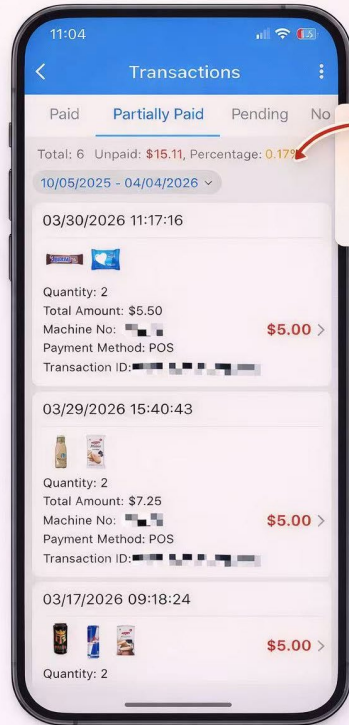 11:04
Transactions
Paid Partially Paid Pending No
Total: 6 Unpaid: $15.11, Percentage: 0.17%
10/05/2025 - 04/04/2026
03/30/2026 11:17:16
Quantity: 2
Total Amount: $5.50
Machine No:
$5.00
Payment Method: POS
Transaction ID:
03/29/2026 15:40:43
Quantity: 2
Total Amount: $7.25
Machine No:
$5.00
Payment Method: POS
Transaction ID:
03/17/2026 09:18:24
$5.00
Quantity: 2